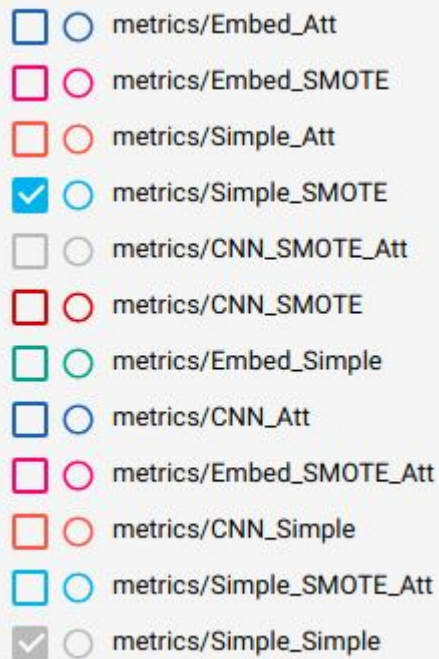 metrics/Embed_Att
metrics/Embed_SMOTE
metrics/Simple_Att
metrics/Simple_SMOTE
metrics/CNN_SMOTE_Att
metrics/CNN_SMOTE
metrics/Embed_Simple
metrics/CNN_Att
metrics/Embed_SMOTE_Att
metrics/CNN_Simple
metrics/Simple_SMOTE_Att
metrics/Simple_Simple